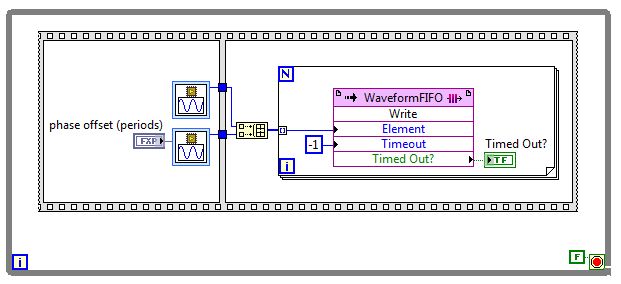 N
WaveformFIFO
Write
phase offset (periods)
Element
FXP
-1
Timeout
Timed Out?
Timed Out?
TF
i
F
i